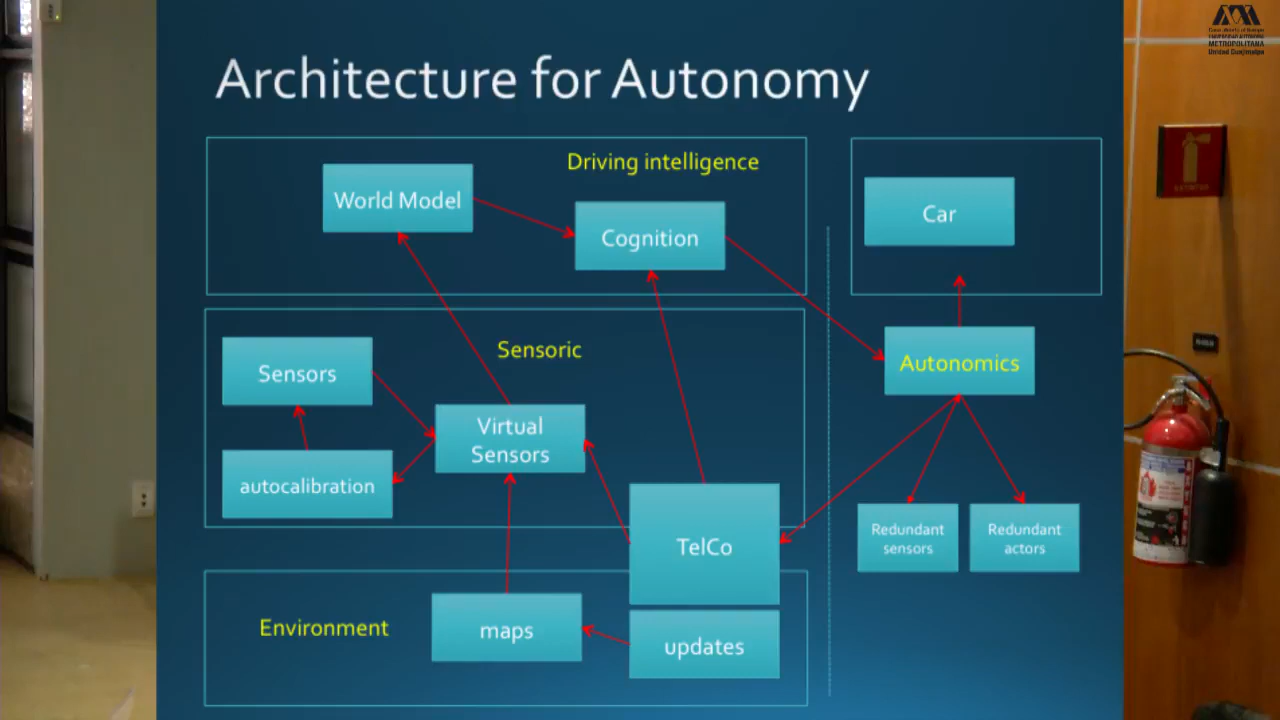 Architecture for Autonomy
Driving intelligence
World Model
Cognition
Car
Sensoric
Sensors
Virtual
Sensors
autocalibration
Autonomics
TelCo
Redundant
sensors
Redundant
actors
Environment
maps
updates
METROPOLITANA